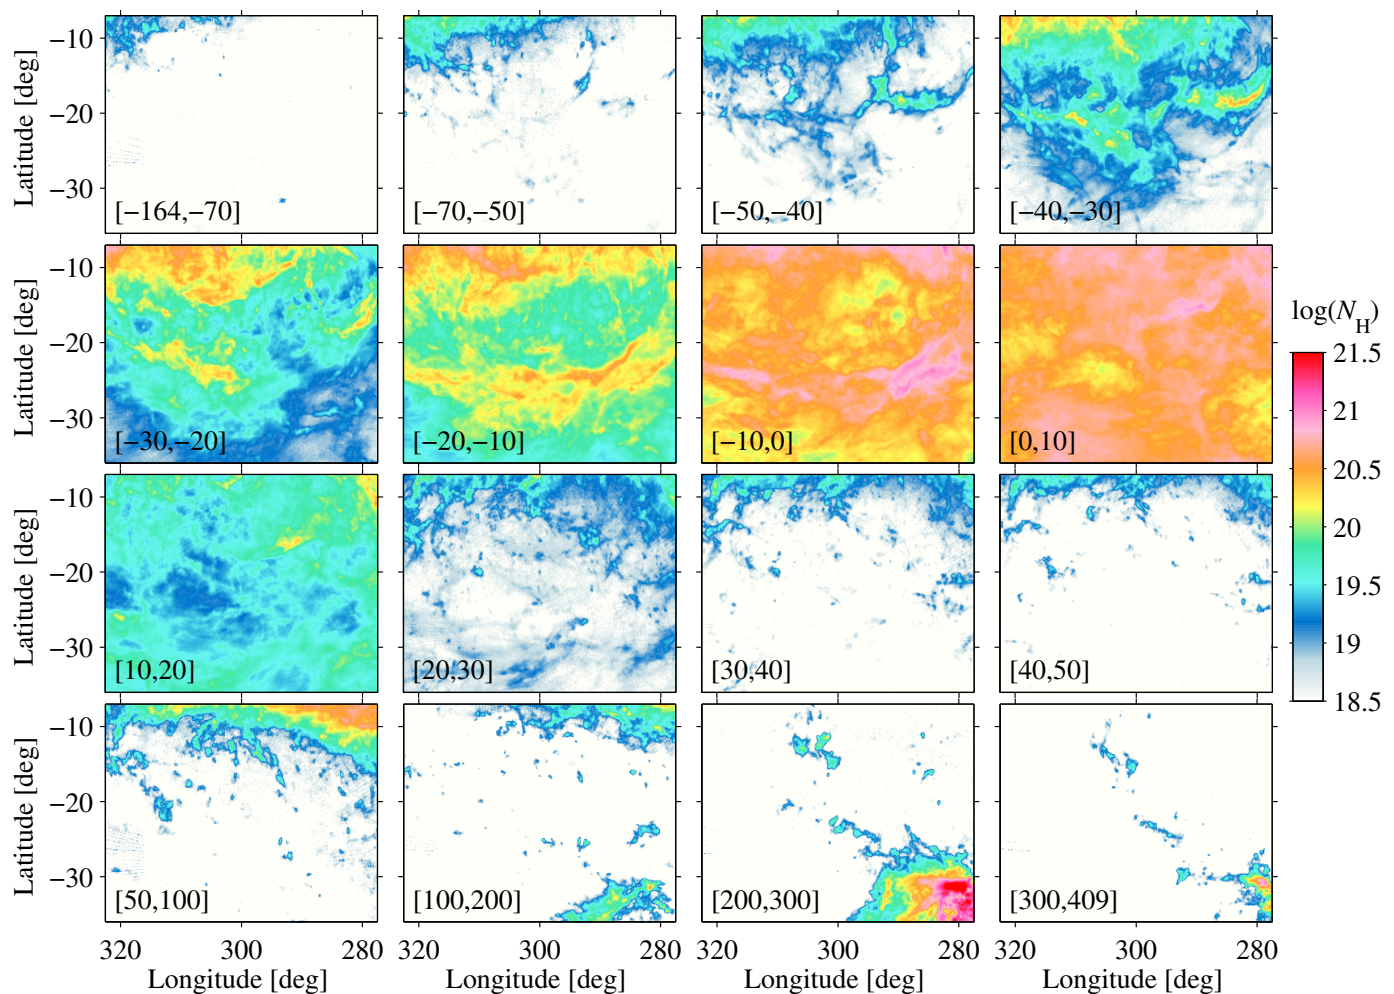 Latitude [deg]
−10
−20
−30
[−164,−70]
[−70,−50]
[−50,−40]
[−40,−30]
Latitude [deg]
−10
−20
−30
[−30,−20]
[−20,−10]
[−10,0]
[0,10]
Latitude [deg]
−10
−20
−30
[10,20]
[20,30]
[30,40]
[40,50]
Latitude [deg]
−10
−20
−30
[50,100]
[100,200]
[200,300]
[300,409]
320 300 280
320 300 280
320 300 280
320 300 280
Longitude [deg]
Longitude [deg]
Longitude [deg]
Longitude [deg]
log(N_H)
21.5
21
20.5
20
19.5
19
18.5